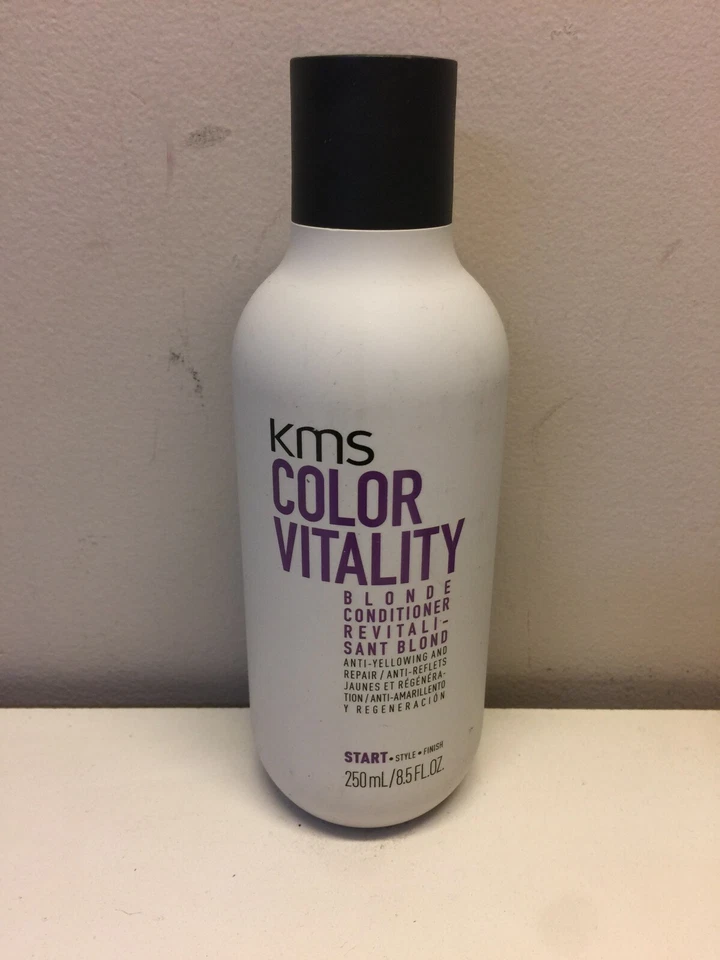 kms
COLOR
VITALITY
BLONDE
CONDITIONER
REVITALI-
SANT BLOND
ANTI-YELLOWING AND
REPAIR / ANTI-REFLETS
JAUNES ET RÉGÉNÉRA-
TION / ANTI-AMARILLENTO
Y REGENERACIÓN
START • STYLE • FINISH
250 mL/8.5 FL.OZ.